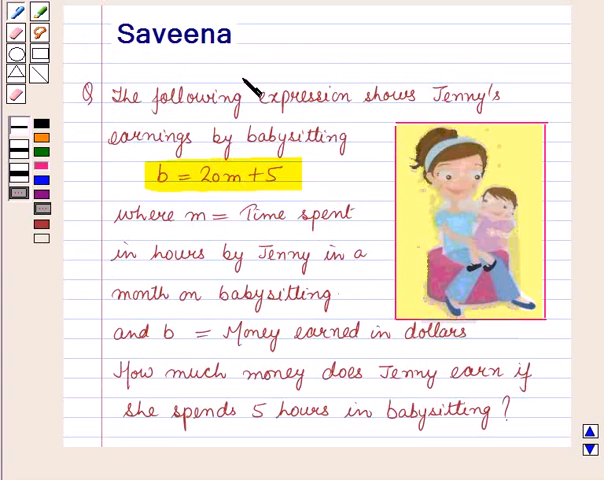 Saveena
Q The following expression shows Jenny's
earnings by babysitting
b = 20m + 5
where m = Time spent
in hours by Jenny in a
month on babysitting.
and b = Money earned in dollars
How much money does Jenny earn if
she spends 5 hours in babysitting?